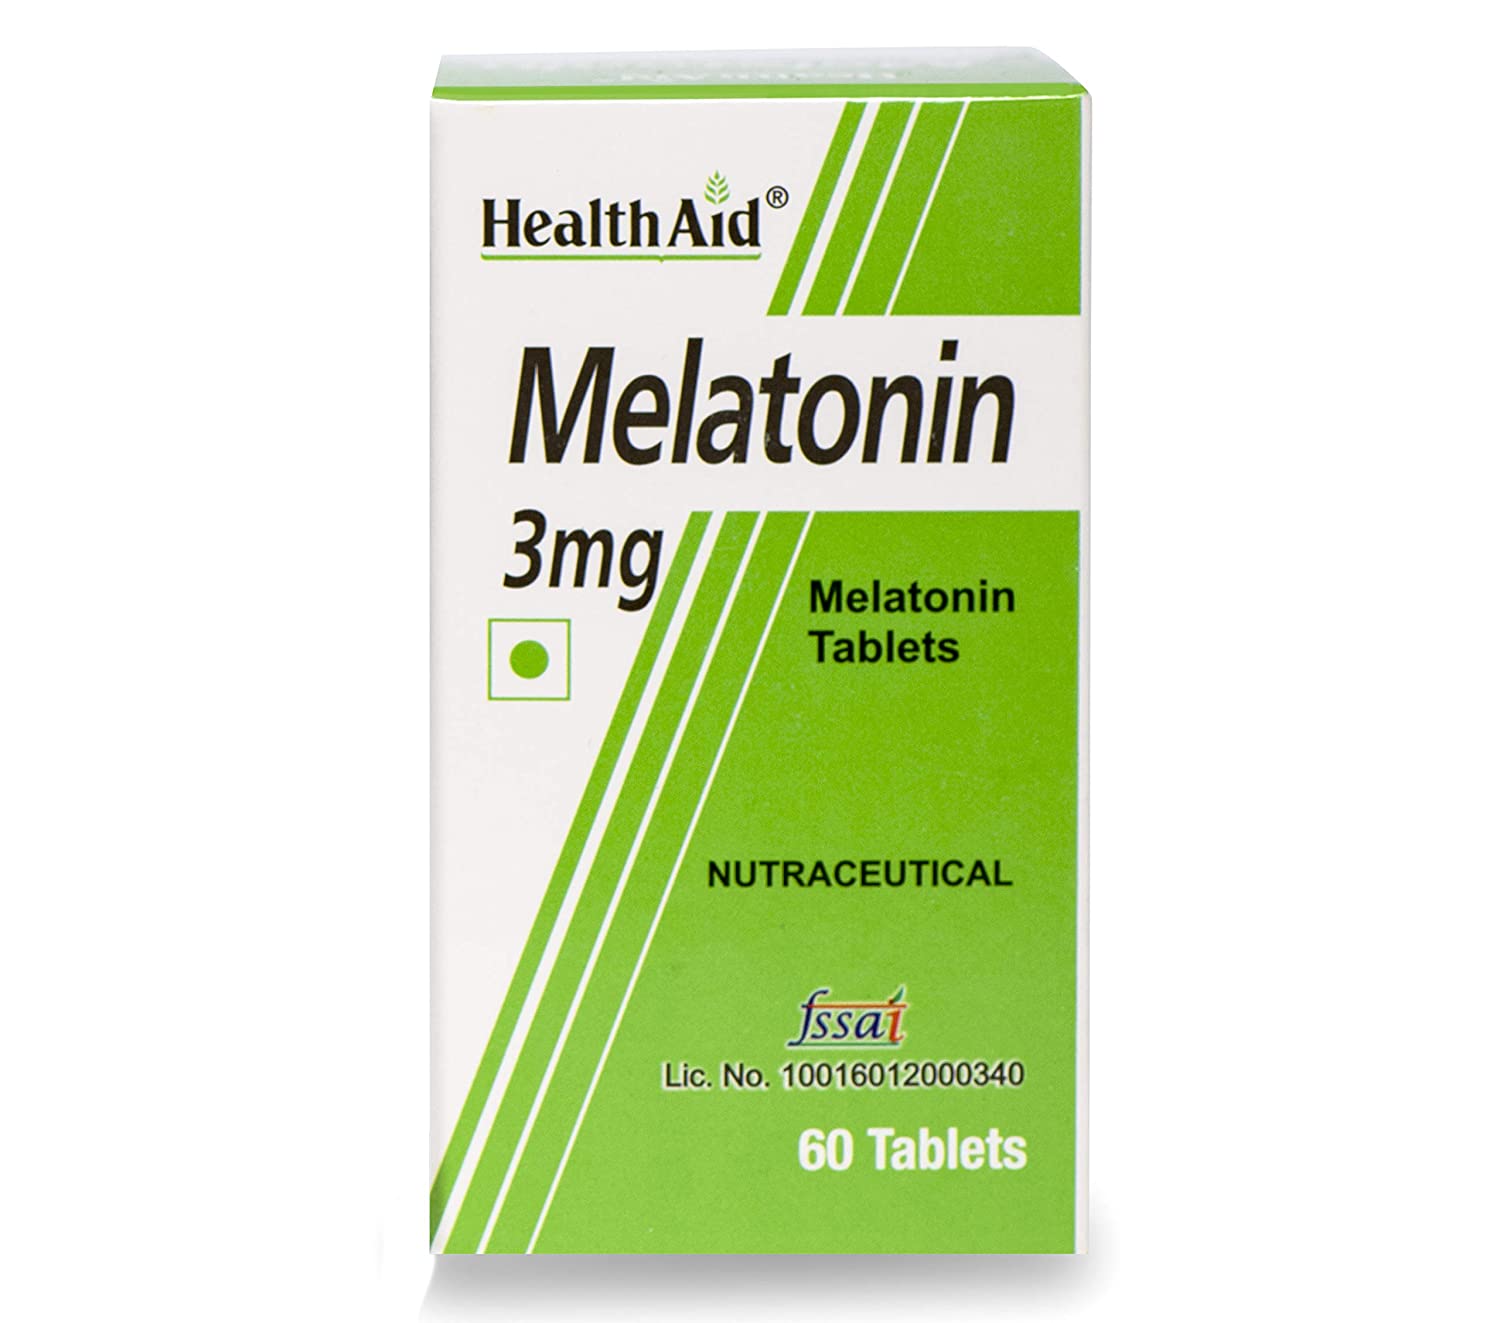 HealthAid®
Melatonin
3mg
Melatonin
Tablets
NUTRACEUTICAL
fssai
Lic. No. 10016012000340
60 Tablets